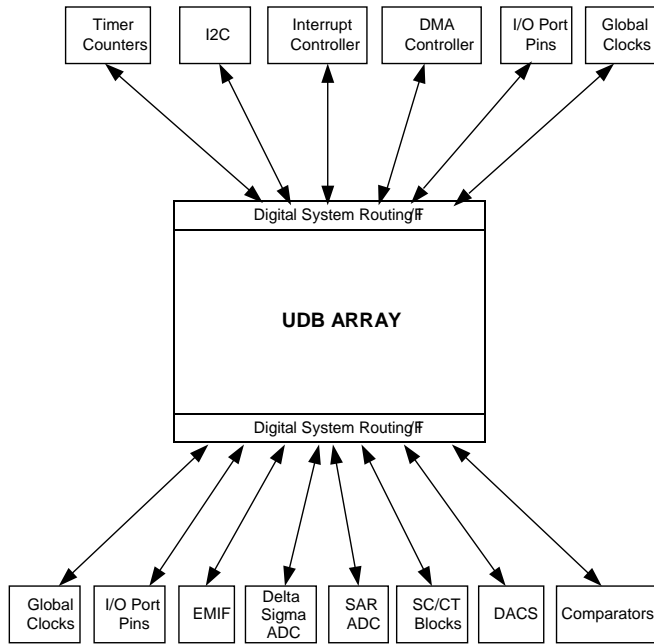 Timer
Counters
I2C
Interrupt
Controller
DMA
Controller
I/O Port
Pins
Global
Clocks
Digital System Routing I/F
UDB ARRAY
Digital System Routing I/F
Global
Clocks
I/O Port
Pins
EMIF
Delta
Sigma
ADC
SAR
ADC
SC/CT
Blocks
DACS
Comparators